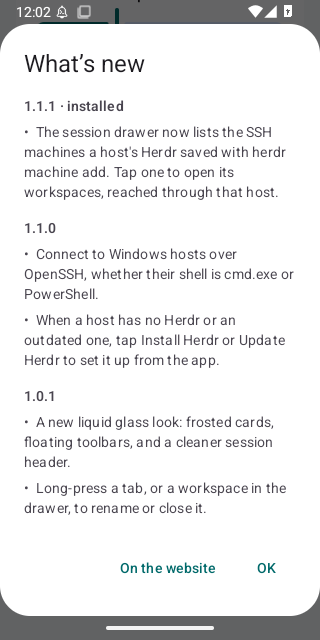 12:02
What's new
1.1.1 · installed
• The session drawer now lists the SSH
machines a host's Herdr saved with herdr
machine add. Tap one to open its
workspaces, reached through that host.
1.1.0
• Connect to Windows hosts over
OpenSSH, whether their shell is cmd.exe or
PowerShell.
• When a host has no Herdr or an
outdated one, tap Install Herdr or Update
Herdr to set it up from the app.
1.0.1
• A new liquid glass look: frosted cards,
floating toolbars, and a cleaner session
header.
• Long-press a tab, or a workspace in the
drawer, to rename or close it.
On the website
OK